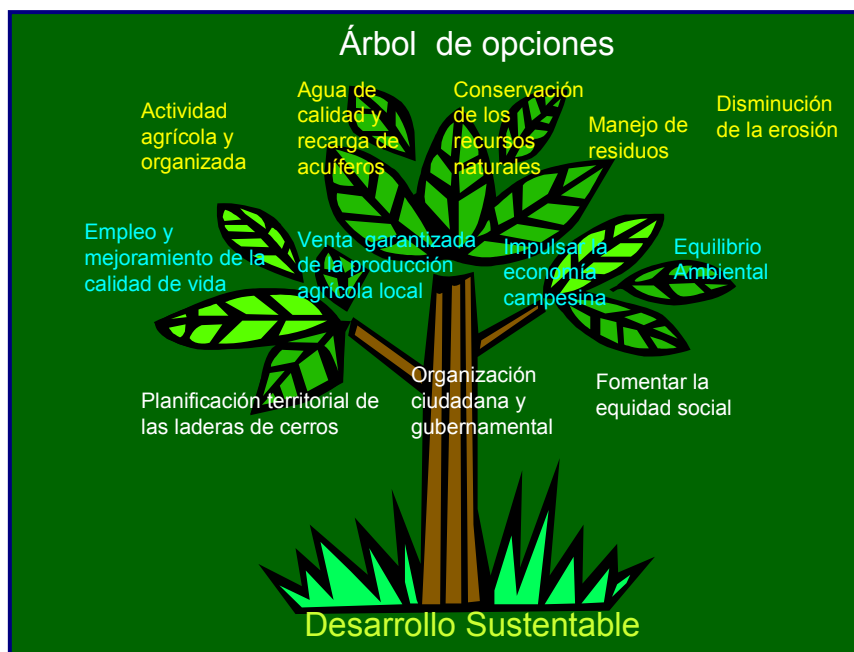 Árbol de opciones
Actividad
agrícola y
organizada
Agua de
calidad y
recarga de
acuíferos
Conservación
de los
recursos
naturales
Manejo de
residuos
Disminución
de la erosión
Empleo y
mejoramiento de la
calidad de vida
Venta garantizada
de la producción
agrícola local
Impulsar la
economía
campesina
Equilibrio
Ambiental
Planificación territorial de
las laderas de cerros
Organización
ciudadana y
gubernamental
Fomentar la
equidad social
Desarrollo Sustentable